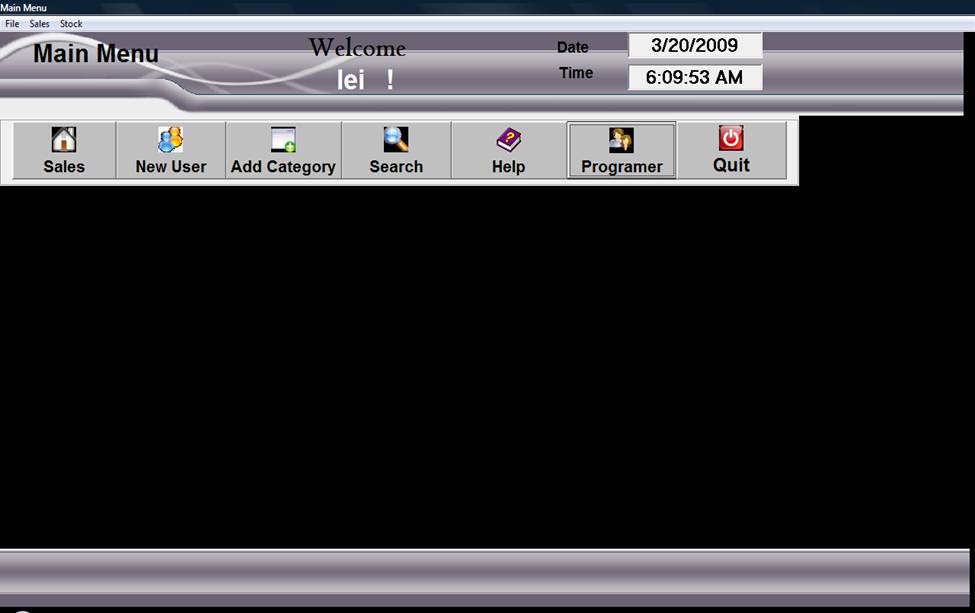 Main Menu
File Sales Stock
Main Menu
Welcome
lei !
Date 3/20/2009
Time 6:09:53 AM
Sales New User Add Category Search Help Programer Quit